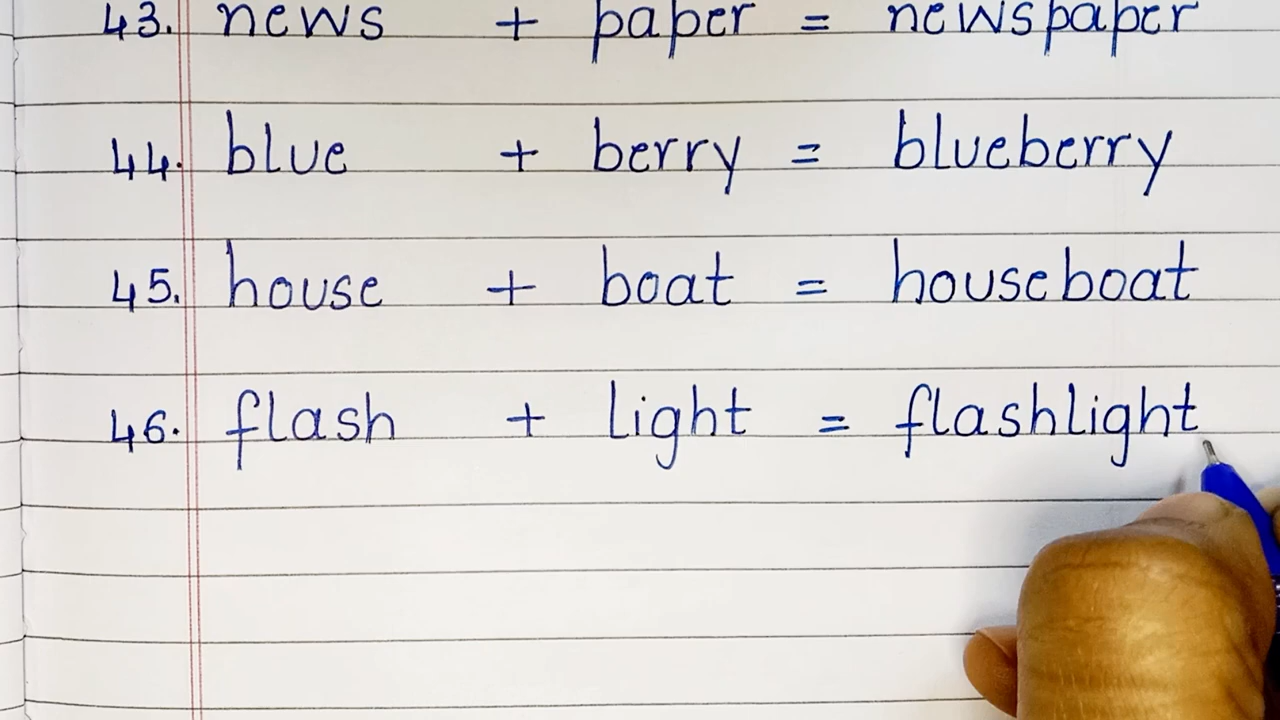 43. news + paper = newspaper
44. blue + berry = blueberry
45. house + boat = houseboat
46. flash + light = flashlight